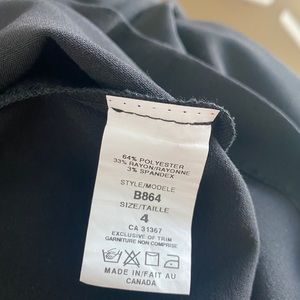 64% POLYESTER
33% RAYON/RAYONNE
3% SPANDEX
STYLE/MODELE
B864
SIZE/TAILLE
4
CA 31367
EXCLUSIVE OF TRIM
GARNITURE NON COMPRISE
MADE IN/FAIT AU
CANADA